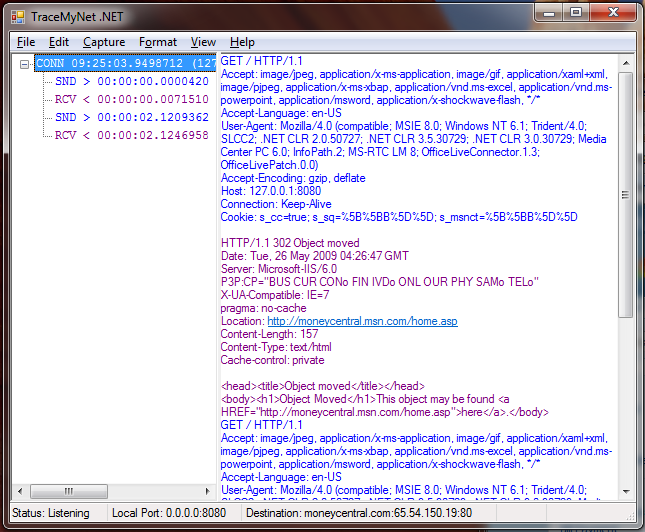 TraceMyNet .NET
File Edit Capture Format View Help
CONN 09:25:03.9498712 (127
SND > 00:00:00.0000420
RCV < 00:00:00.0071510
SND > 00:00:02.1209362
RCV < 00:00:02.1246958
GET / HTTP/1.1
Accept: image/jpeg, application/x-ms-application, image/gif, application/xaml+xml,
image/pjpeg, application/x-ms-xbap, application/vnd.ms-excel, application/vnd.ms-
powerpoint, application/msword, application/x-shockwave-flash, */*
Accept-Language: en-US
User-Agent: Mozilla/4.0 (compatible; MSIE 8.0; Windows NT 6.1; Trident/4.0;
SLCC2; .NET CLR 2.0.50727; .NET CLR 3.5.30729; .NET CLR 3.0.30729; Media
Center PC 6.0; InfoPath.2; MS-RTC LM 8; OfficeLiveConnector.1.3;
OfficeLivePatch.0.0)
Accept-Encoding: gzip, deflate
Host: 127.0.0.1:8080
Connection: Keep-Alive
Cookie: s_cc=true; s_sq=%5B%5BB%5D%5D; s_msnct=%5B%5BB%5D%5D
HTTP/1.1 302 Object moved
Date: Tue, 26 May 2009 04:26:47 GMT
Server: Microsoft-IIS/6.0
P3P:CP="BUS CUR CONo FIN IVDo ONL OUR PHY SAMo TELo"
X-UA-Compatible: IE=7
pragma: no-cache
Location: http://moneycentral.msn.com/home.asp
Content-Length: 157
Content-Type: text/html
Cache-control: private
<head><title>Object moved</title></head>
<body><h1>Object Moved</h1>This object may be found <a
HREF="http://moneycentral.msn.com/home.asp">here</a>.</body>
GET / HTTP/1.1
Accept: image/jpeg, application/x-ms-application, image/gif, application/xaml+xml,
image/pjpeg, application/x-ms-xbap, application/vnd.ms-excel, application/vnd.ms-
powerpoint, application/msword, application/x-shockwave-flash, */*
Accept-Language: en-US
User-Agent: Mozilla/4.0 (compatible; MSIE 8.0; Windows NT 6.1; Trident/4.0;
Status: Listening Local Port: 0.0.0.0:8080 Destination: moneycentral.com:65.54.150.19:80